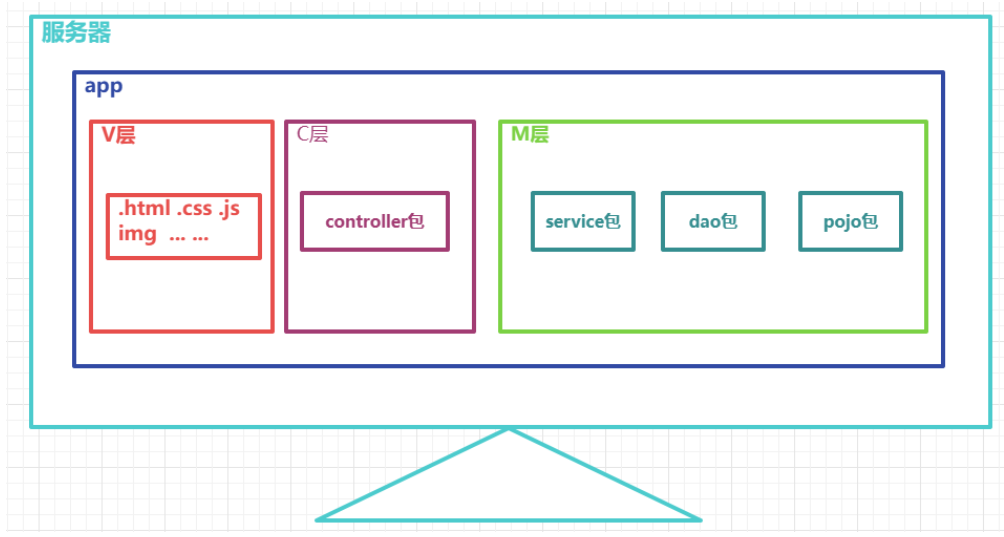 服务器
app
V层
C层
M层
.html .css .js
img ... ...
controller包
service包
dao包
pojo包